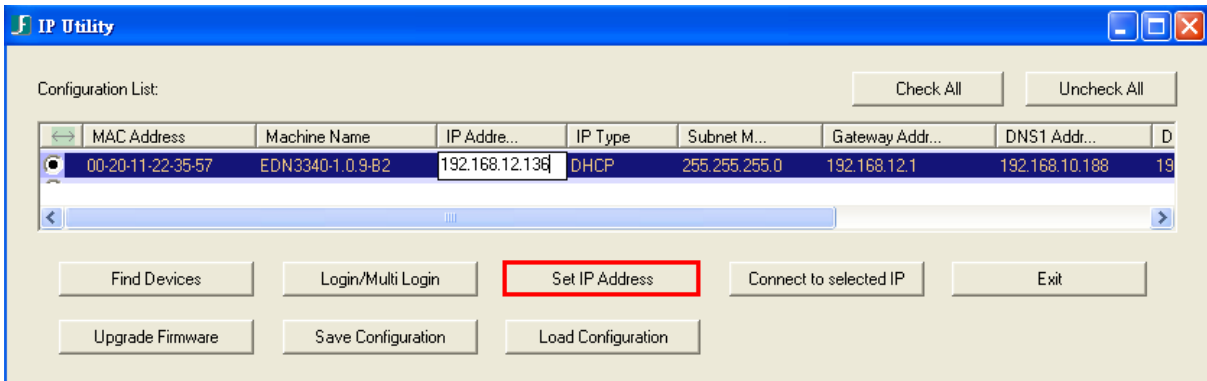 IP Utility
Configuration List:
Check All
Uncheck All
MAC Address Machine Name IP Addre... IP Type Subnet M... Gateway Addr... DNS1 Addr... D
00-20-11-22-35-57 EDN3340-1.0.9-B2 192.168.12.136 DHCP 255.255.255.0 192.168.12.1 192.168.10.188 19
Find Devices Login/Multi Login Set IP Address Connect to selected IP Exit
Upgrade Firmware Save Configuration Load Configuration